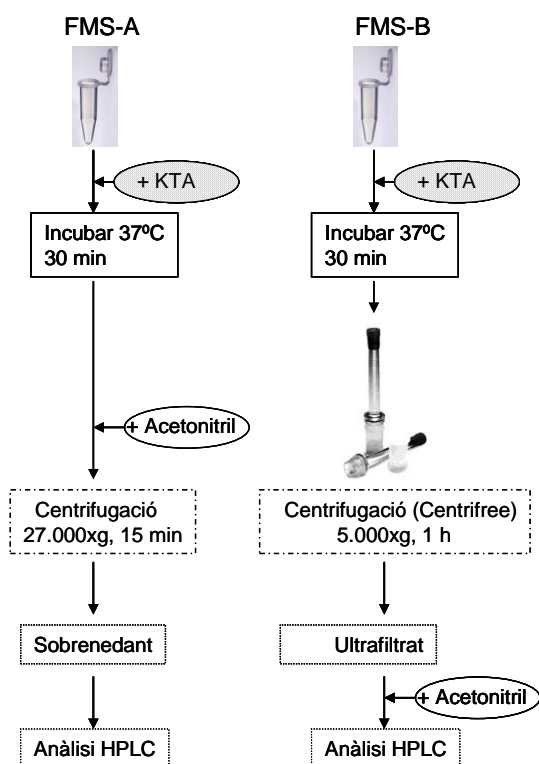 FMS-A
FMS-B
+ KTA
+ KTA
Incubar 37ºC
30 min
Incubar 37ºC
30 min
+ Acetonitril
Centrifugació
27.000xg, 15 min
Centrifugació (Centrifree)
5.000xg, 1 h
Sobrenedant
Ultrafiltrat
+ Acetonitril
Anàlisi HPLC
Anàlisi HPLC